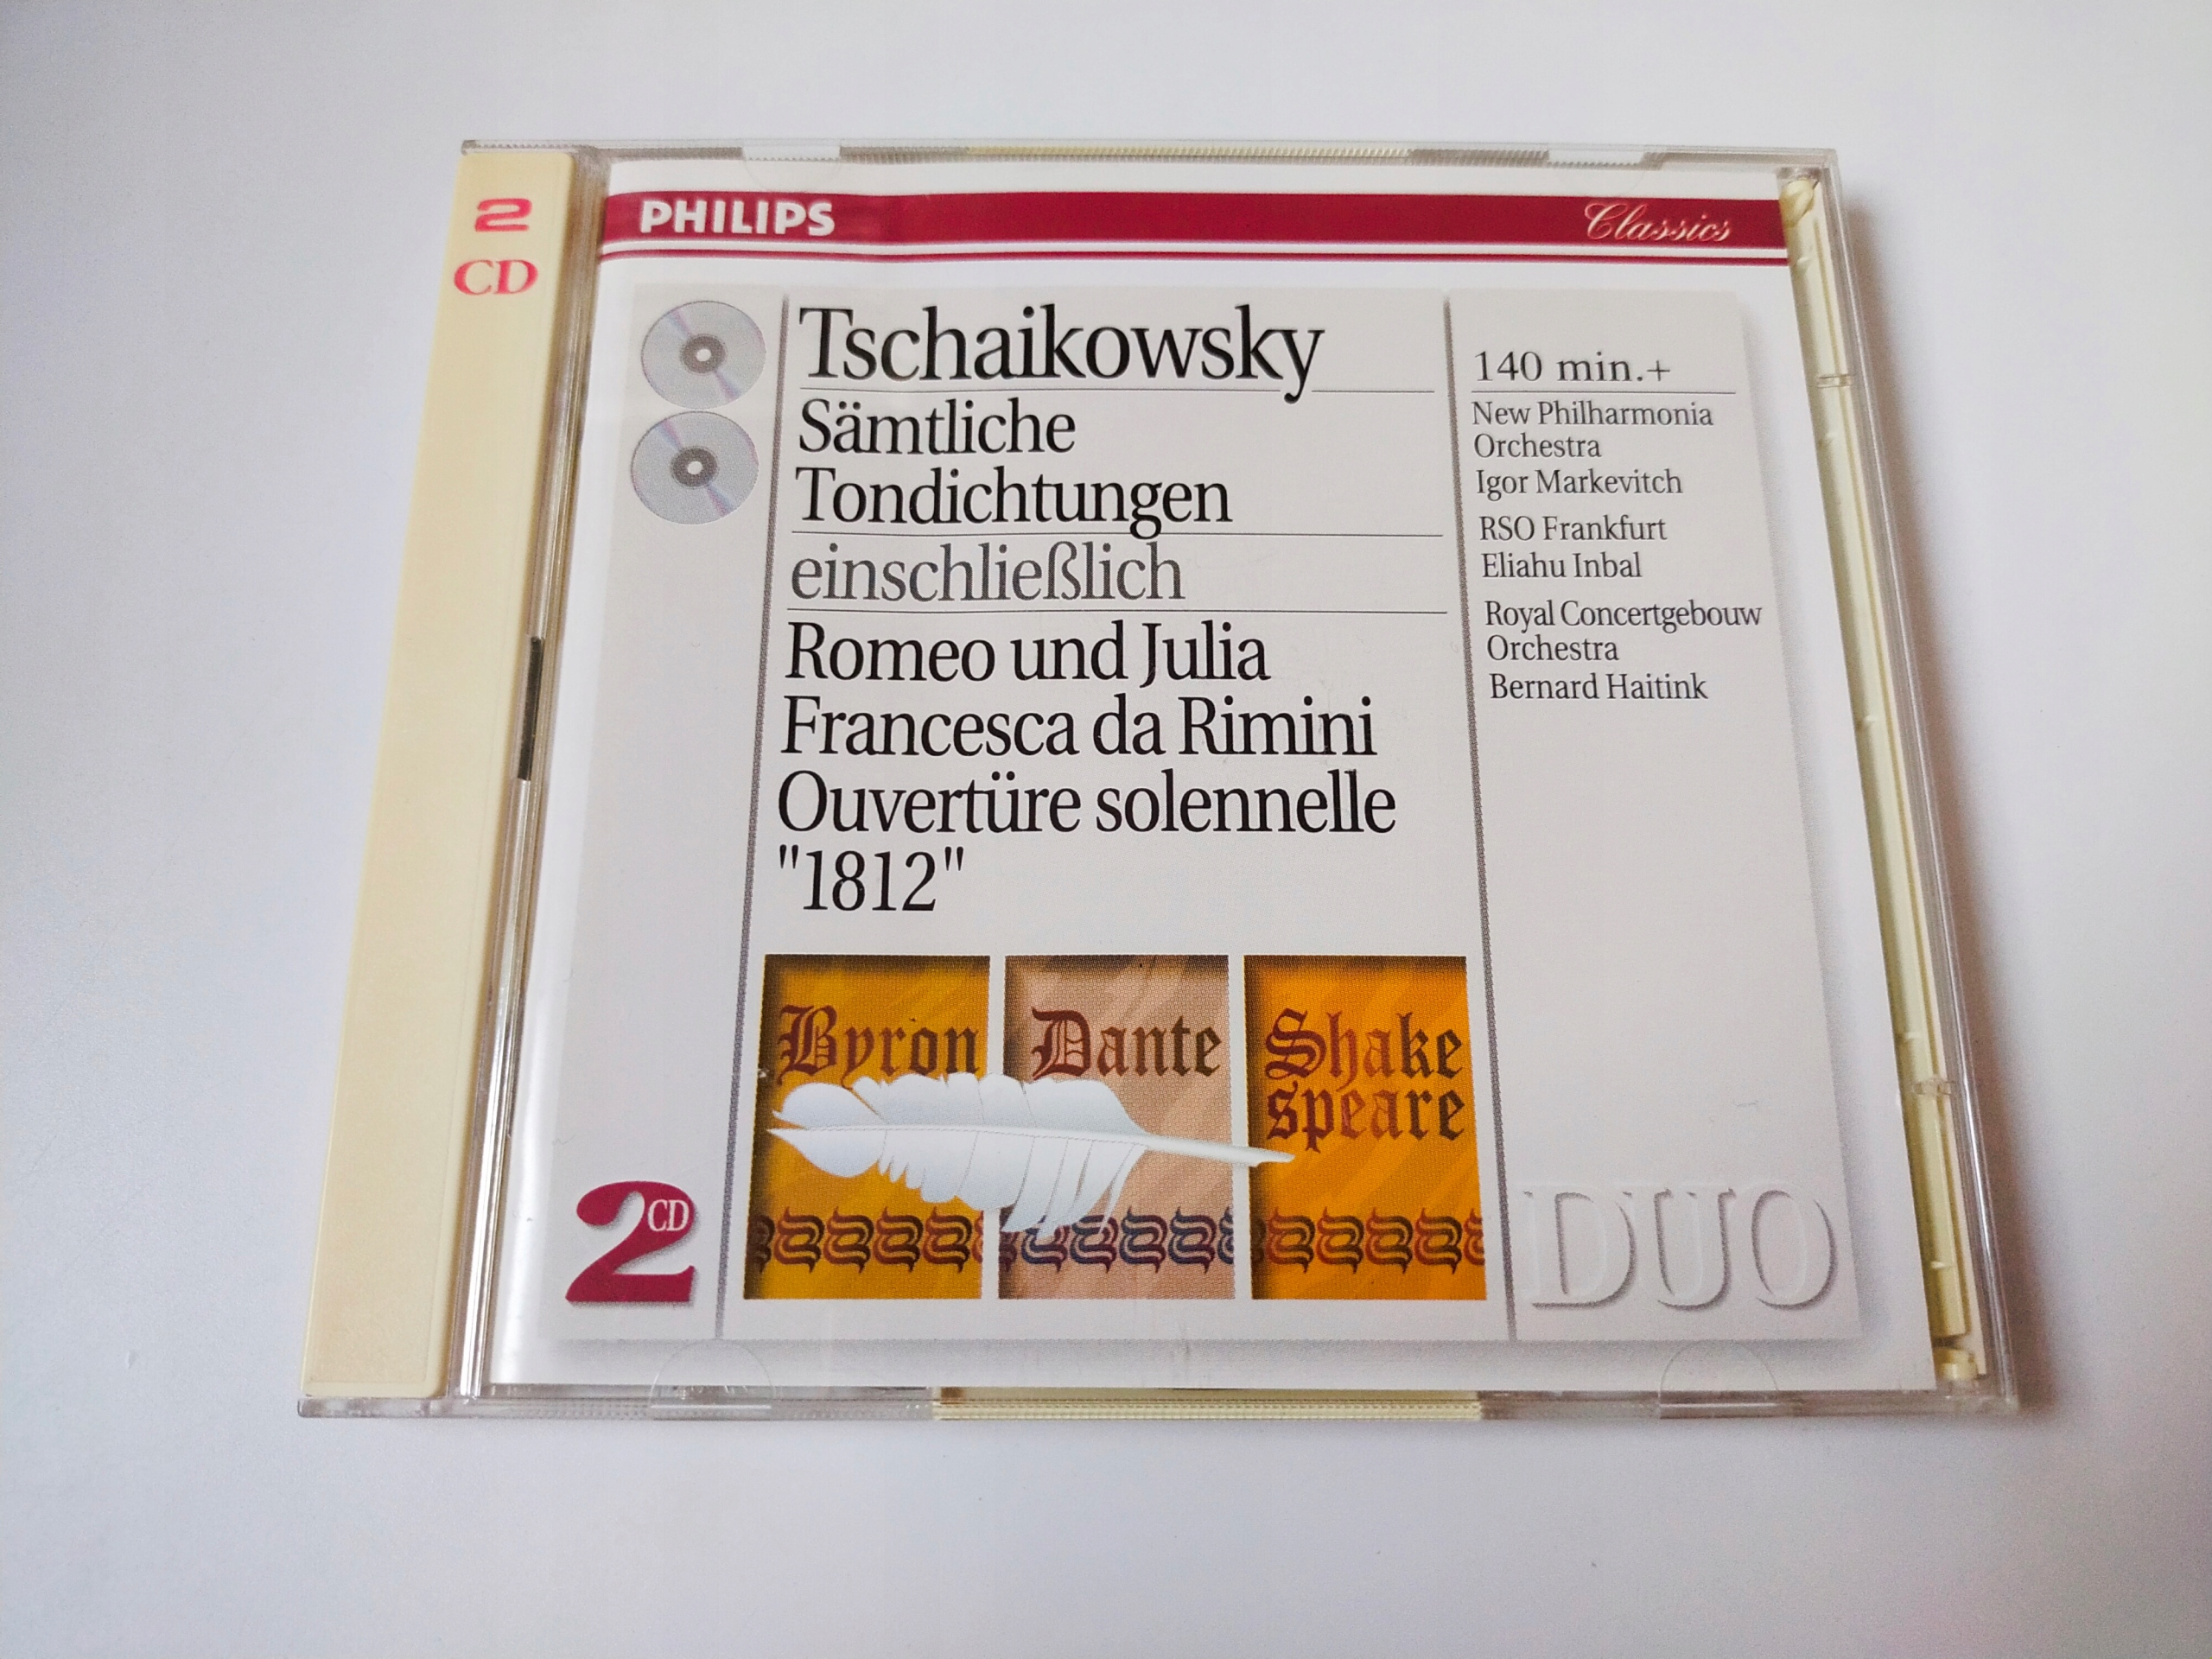 2
CD
PHILIPS
Classics
Tschaikowsky
Sämtliche
Tondichtungen
einschließlich
Romeo und Julia
Francesca da Rimini
Ouvertüre solennelle
"1812"
140 min.+
New Philharmonia
Orchestra
Igor Markevitch
RSO Frankfurt
Eliahu Inbal
Royal Concertgebouw
Orchestra
Bernard Haitink
Byron
Dante
Shake
speare
2 CD
DUO